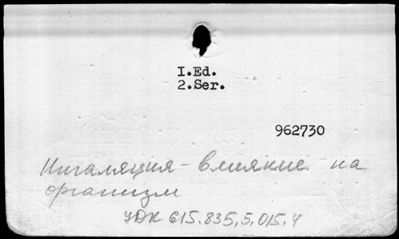 I.Ed.
2.Ser.
962730
Ингаляция - влияние на
организм
УДК 615.835.5.015.4